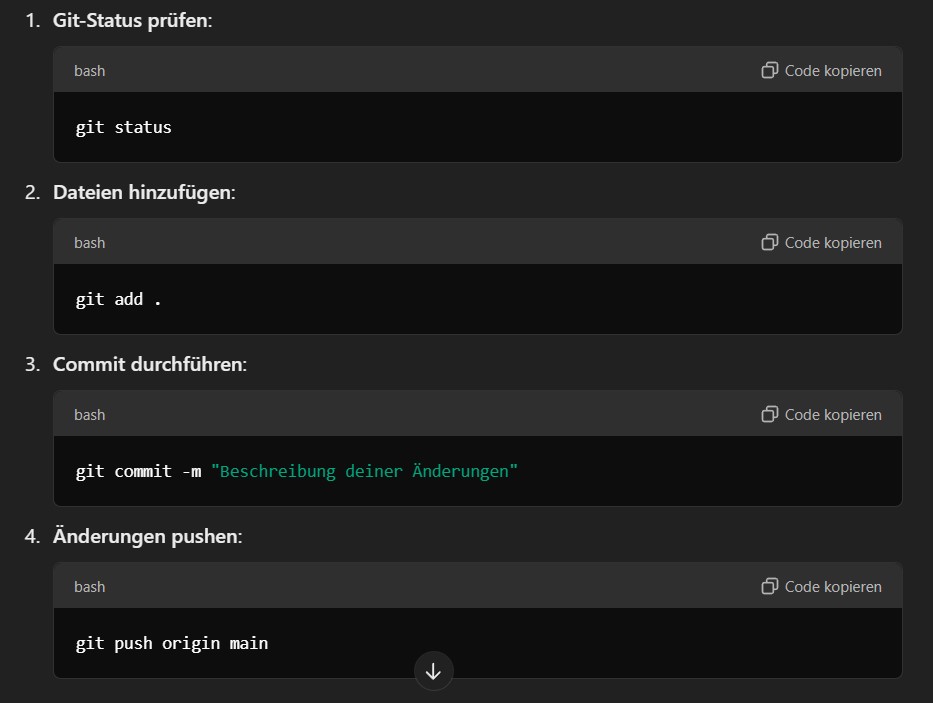 1. Git-Status prüfen:
bash Code kopieren
git status
2. Dateien hinzufügen:
bash Code kopieren
git add .
3. Commit durchführen:
bash Code kopieren
git commit -m "Beschreibung deiner Änderungen"
4. Änderungen pushen:
bash Code kopieren
git push origin main